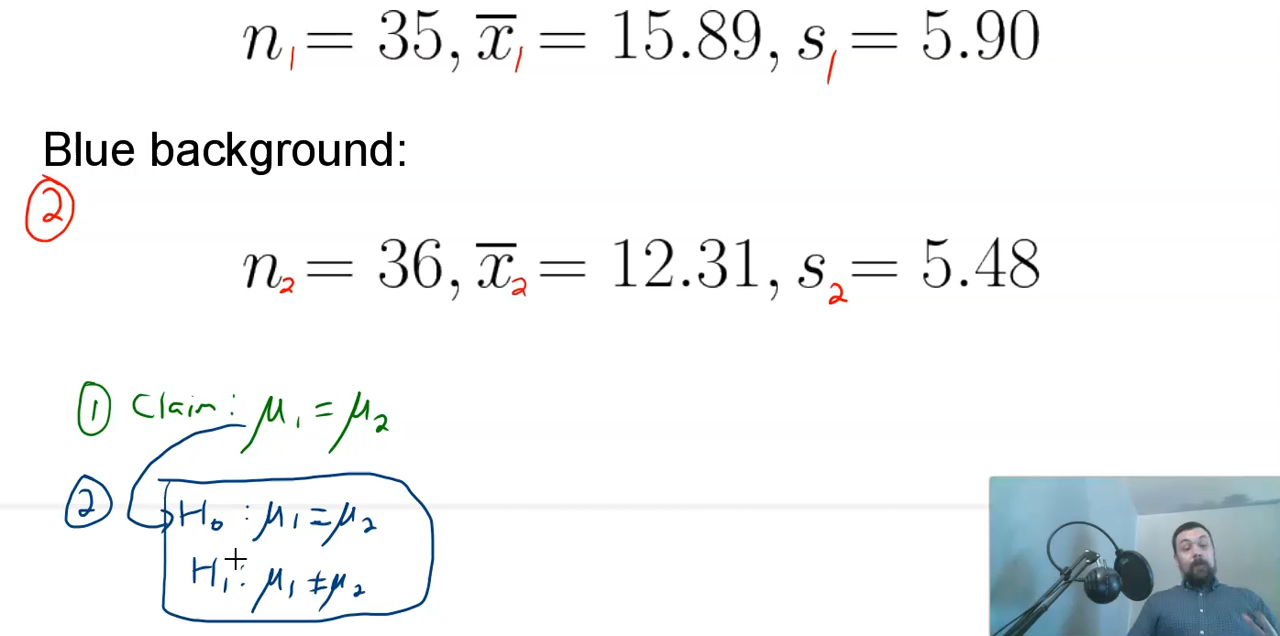 n₁ = 35, x̅₁ = 15.89, s₁ = 5.90
Blue background:
②
n₂ = 36, x̅₂ = 12.31, s₂ = 5.48
① Claim: μ₁ = μ₂
② H₀ : μ₁ = μ₂
H₁ : μ₁ ≠ μ₂